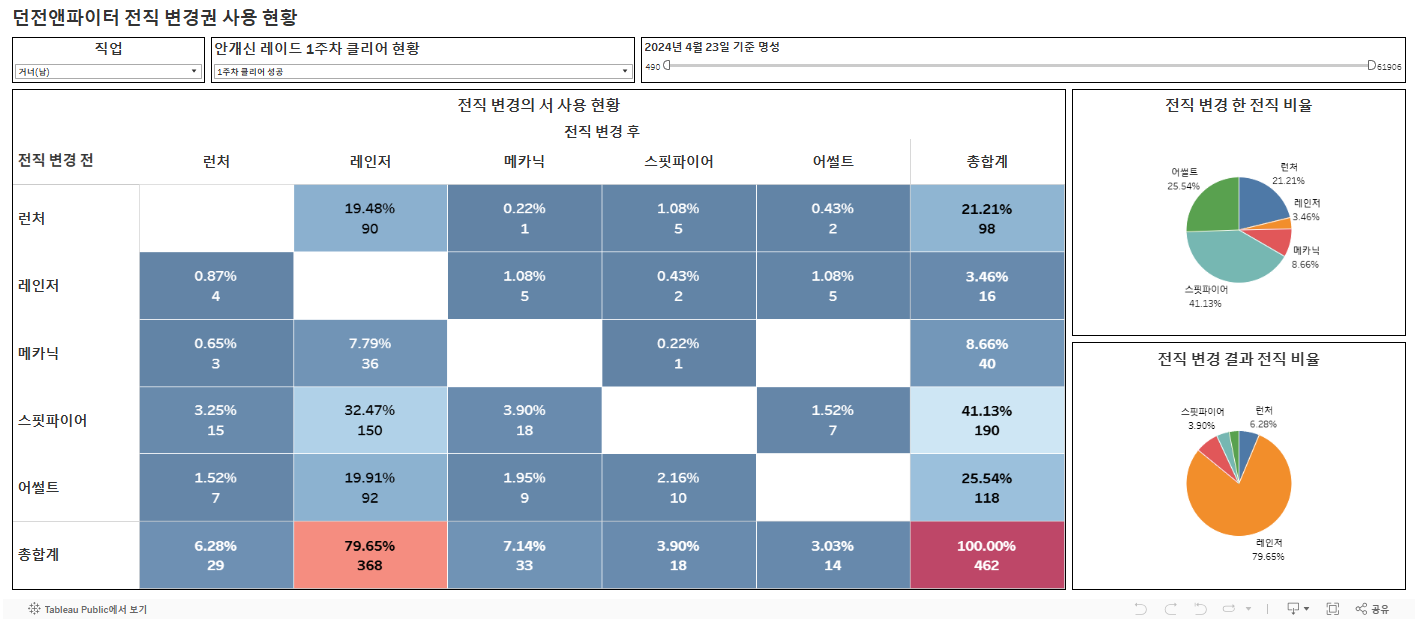 던전앤파이터 전직 변경권 사용 현황
직업
거너(남)
안개신 레이드 1주차 클리어 현황
1주차 클리어 성공
2024년 4월 23일 기준 명성
490 61906
전직 변경의 서 사용 현황
전직 변경 후
전직 변경 전 런처 레인저 메카닉 스핏파이어 어썰트 총합계
런처 19.48% 0.22% 1.08% 0.43% 21.21%
90 1 5 2 98
레인저 0.87% 1.08% 0.43% 1.08% 3.46%
4 5 2 5 16
메카닉 0.65% 7.79% 0.22% 8.66%
3 36 1 40
스핏파이어 3.25% 32.47% 3.90% 1.52% 41.13%
15 150 18 7 190
어썰트 1.52% 19.91% 1.95% 2.16% 25.54%
7 92 9 10 118
총합계 6.28% 79.65% 7.14% 3.90% 3.03% 100.00%
29 368 33 18 14 462
전직 변경 한 전직 비율
어썰트
25.54%
런처
21.21%
레인저
3.46%
메카닉
8.66%
스핏파이어
41.13%
전직 변경 결과 전직 비율
스핏파이어
3.90%
런처
6.28%
레인저
79.65%
Tableau Public에서 보기
공유